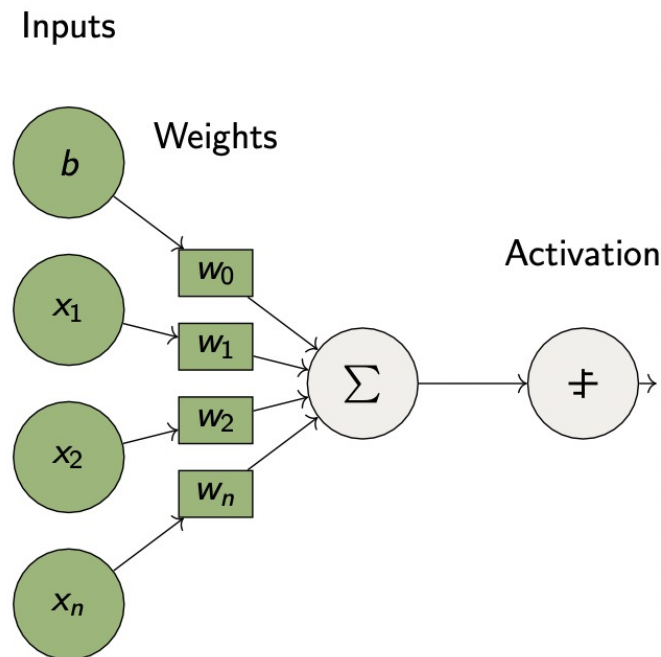 Inputs
Weights
b
w₀
Activation
x₁
w₁
∑
x₂
w₂
wₙ
xₙ